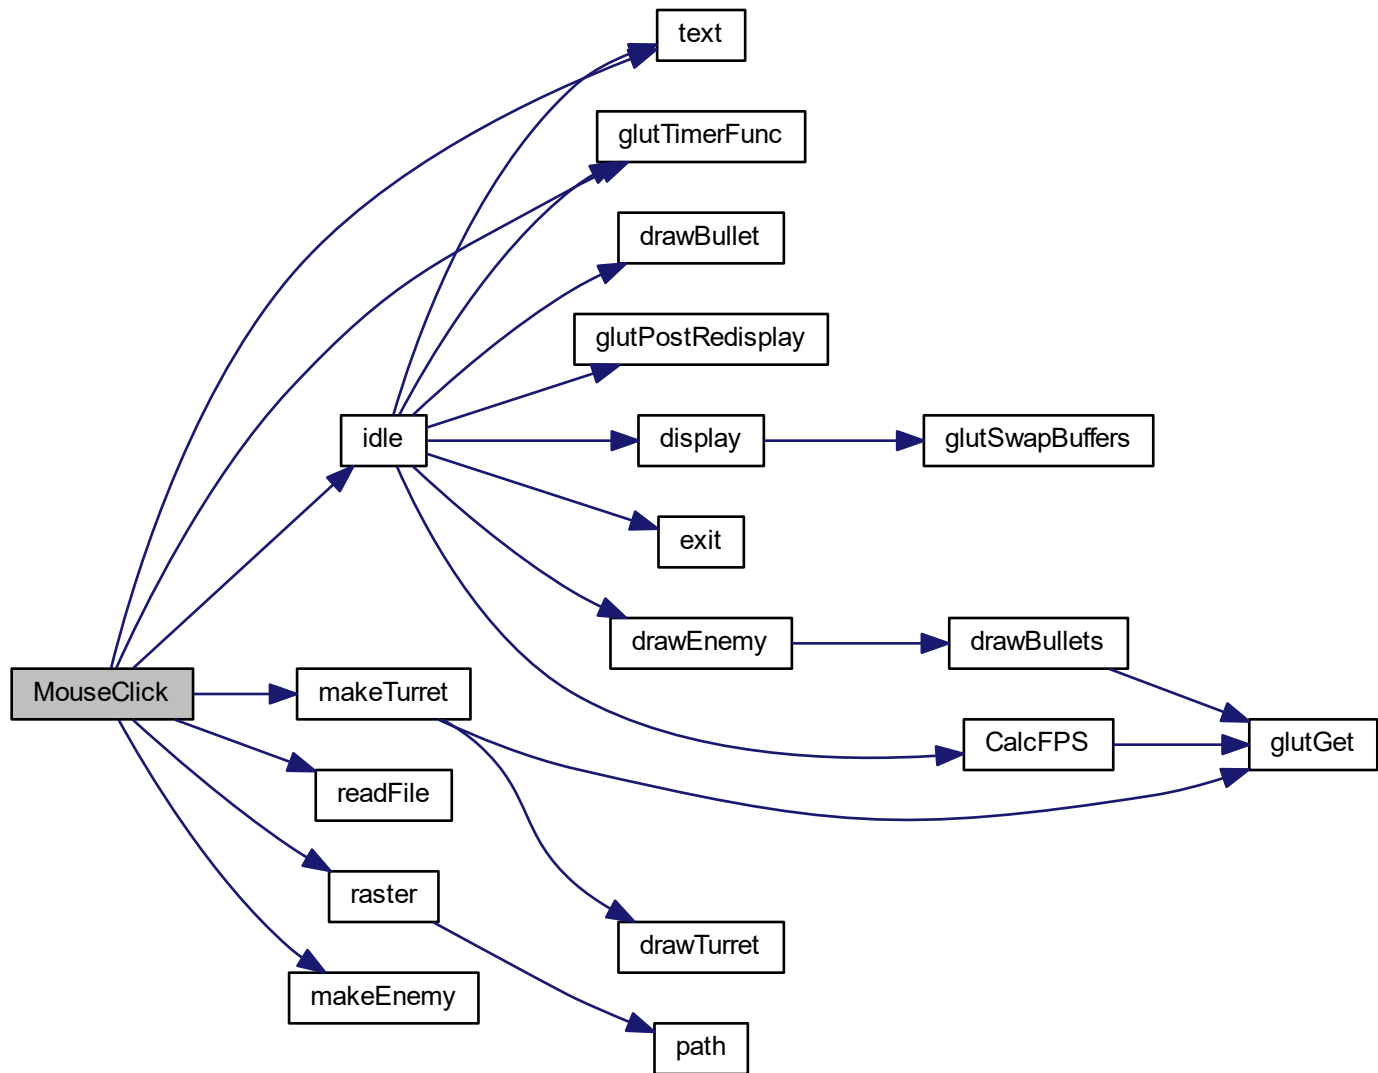 text
glutTimerFunc
drawBullet
glutPostRedisplay
idle
display
glutSwapBuffers
exit
drawEnemy
drawBullets
MouseClick
makeTurret
CalcFPS
glutGet
readFile
raster
drawTurret
makeEnemy
path